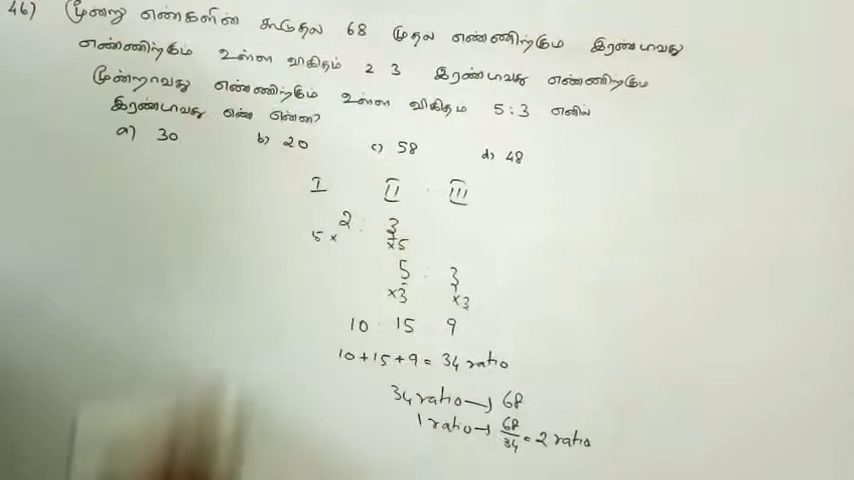 46) மூன்று எண்களின் கூடுதல் 68 முதல் எண்ணிற்கும் இரண்டாவது
எண்ணிற்கும் உள்ள விகிதம் 2 3 இரண்டாவது எண்ணிற்கும்
மூன்றாவது எண்ணிற்கும் உள்ள விகிதம் 5:3 எனில்
இரண்டாவது எண் என்ன?
a) 30 b) 20 c) 58 d) 48
I II III
2 : 3
5 × ×5
5 : 3
×3 ×3
10 15 9
10+15+9 = 34 ratio
34 ratio → 68
1 ratio → 68/34 = 2 ratio